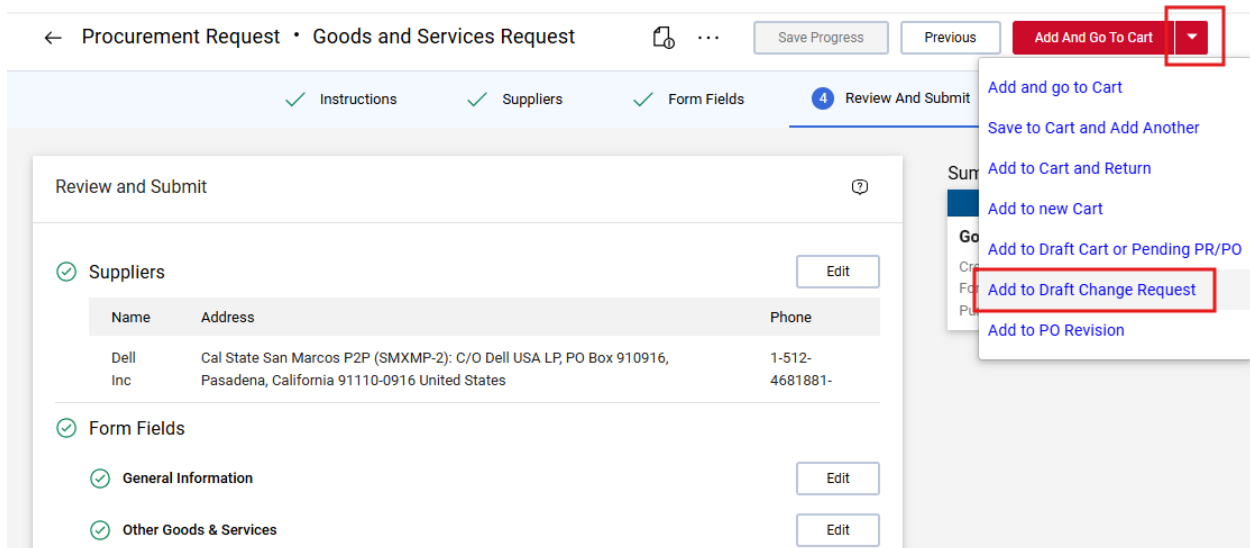 Procurement Request • Goods and Services Request
Save Progress
Previous
Add And Go To Cart
Instructions
Suppliers
Form Fields
4 Review And Submit
Add and go to Cart
Save to Cart and Add Another
Add to Cart and Return
Add to new Cart
Add to Draft Cart or Pending PR/PO
Add to Draft Change Request
Add to PO Revision
Review and Submit
Suppliers
Edit
Name Address Phone
Dell Cal State San Marcos P2P (SMXMP-2): C/O Dell USA LP, PO Box 910916, 1-512-
Inc Pasadena, California 91110-0916 United States 4681881-
Form Fields
General Information
Edit
Other Goods & Services
Edit